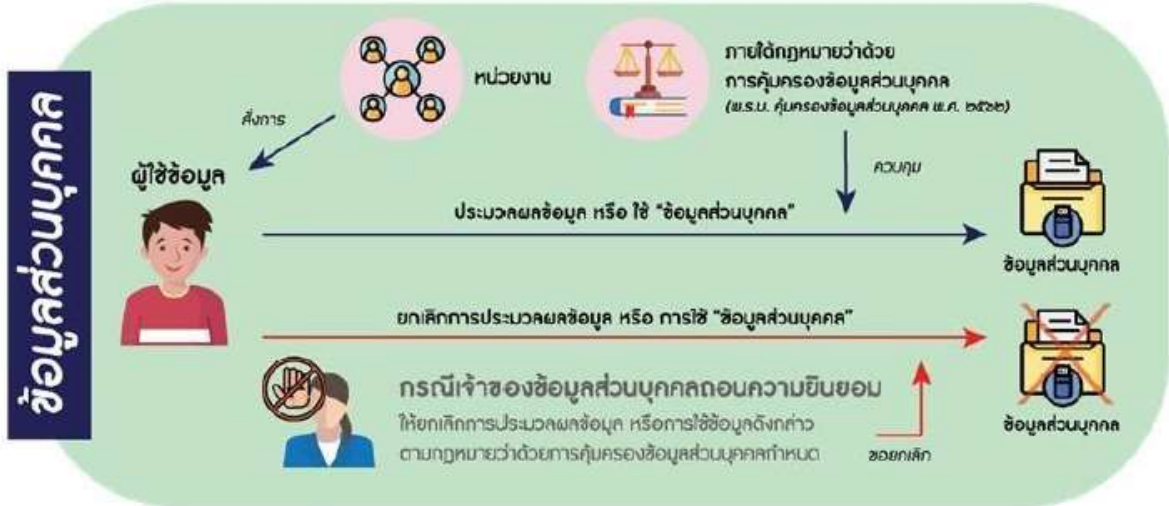 ข้อมูลส่วนบุคคล
หน่วยงาน
ภายใต้กฎหมายว่าด้วย
การคุ้มครองข้อมูลส่วนบุคคล
(พ.ร.บ. คุ้มครองข้อมูลส่วนบุคคล พ.ศ. ๒๕๖๒)
สั่งการ
ผู้ใช้ข้อมูล
ควบคุม
ประมวลผลข้อมูล หรือ ใช้ "ข้อมูลส่วนบุคคล"
ข้อมูลส่วนบุคคล
ยกเลิกการประมวลผลข้อมูล หรือ การใช้ "ข้อมูลส่วนบุคคล"
กรณีเจ้าของข้อมูลส่วนบุคคลถอนความยินยอม
ให้ยกเลิกการประมวลผลข้อมูล หรือการใช้ข้อมูลดังกล่าว
ตามกฎหมายว่าด้วยการคุ้มครองข้อมูลส่วนบุคคลกำหนด
ขอยกเลิก
ข้อมูลส่วนบุคคล